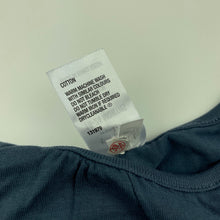 COTTON
WARM MACHINE WASH
WITH SIMILAR COLOURS
DO NOT BLEACH
DO NOT TUMBLE DRY
WARM IRON IF REQUIRED
DRYCLEANABLE
131879